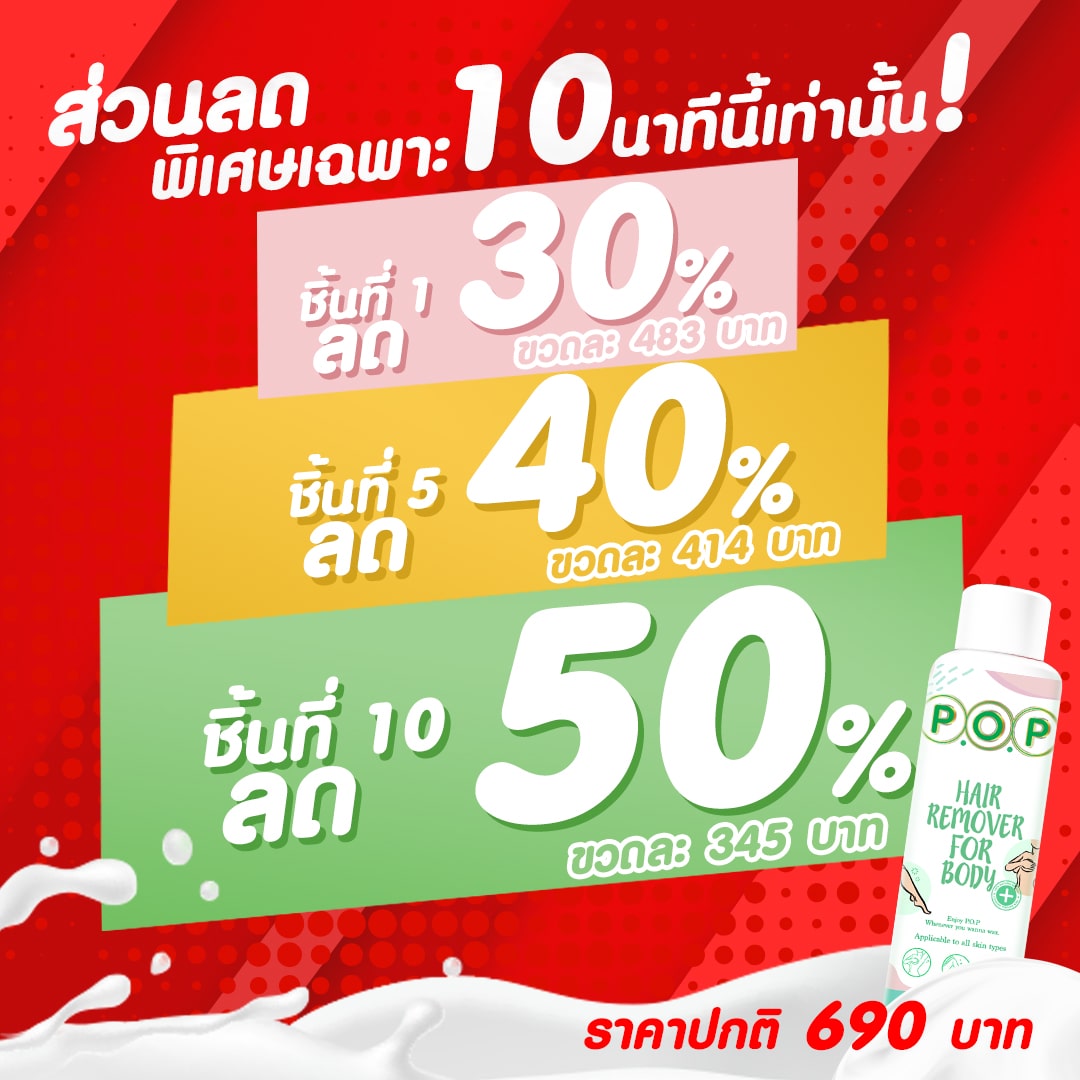 ส่วนลด
พิเศษเฉพาะ 10 นาทีนี้เท่านั้น!
ชิ้นที่ 1
ลด 30%
ขวดละ 483 บาท
ชิ้นที่ 5
ลด 40%
ขวดละ 414 บาท
ชิ้นที่ 10
ลด 50%
ขวดละ 345 บาท
P.O.P
HAIR
REMOVER
FOR
BODY
Enjoy P.O.P
Whenever you wanna wax.
Applicable to all skin types
ราคาปกติ 690 บาท